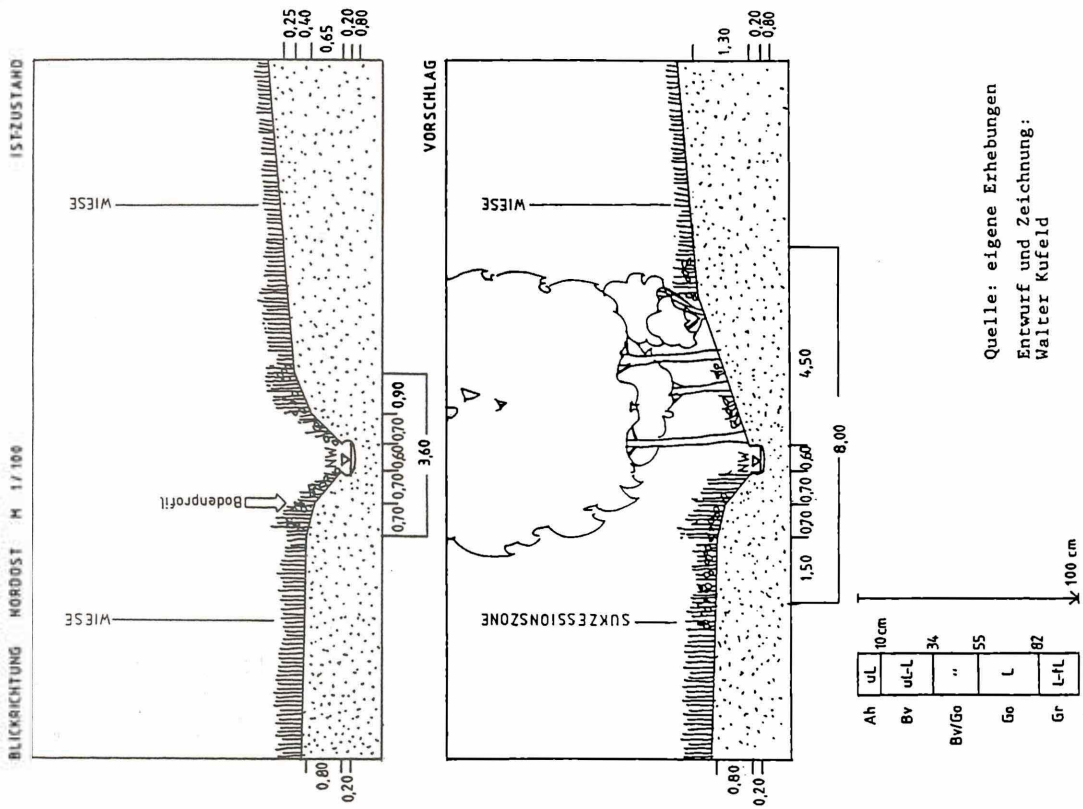 BLICKRICHTUNG NORDOST M 1/100 IST-ZUSTAND
WIESE
Bodenprofil
WIESE
NW
0,80
0,20
0,25
0,40
0,65
0,20
0,80
0,70 0,70 0,60 0,70 0,90
3,60
VORSCHLAG
SUKZESSIONSZONE
WIESE
NW
0,80
0,20
1,30
0,20
0,80
1,50 0,70 0,70 0,60 4,50
8,00
Ah uL 10 cm
Bv uL-L 34
Bv/Go " 55
Go L 82
Gr L-tL
100 cm
Quelle: eigene Erhebungen
Entwurf und Zeichnung:
Walter Kufeld